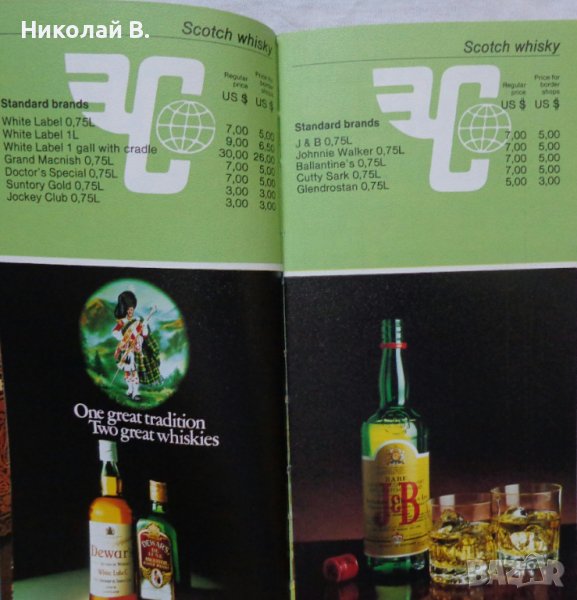 Николай В.
Scotch whisky
Regular price
Price for border shops
Standard brands US $ US $
White Label 0,75L 7,00 5,00
White Label 1L 9,00 6,50
White Label 1 gall with cradle 30,00 26,00
Grand Macnish 0,75L 7,00 5,00
Doctor's Special 0,75L 7,00 5,00
Suntory Gold 0,75L 3,00 3,00
Jockey Club 0,75L 3,00 3,00
One great tradition
Two great whiskies
Dewar's
White Label
DEWAR'S
Scotch whisky
Regular price
Price for border shops
US $ US $
Standard brands
J & B 0,75L 7,00 5,00
Johnnie Walker 0,75L 7,00 5,00
Ballantine's 0,75L 7,00 5,00
Cutty Sark 0,75L 7,00 5,00
Glendrostan 0,75L 5,00 3,00
RARE
J&B
bazar